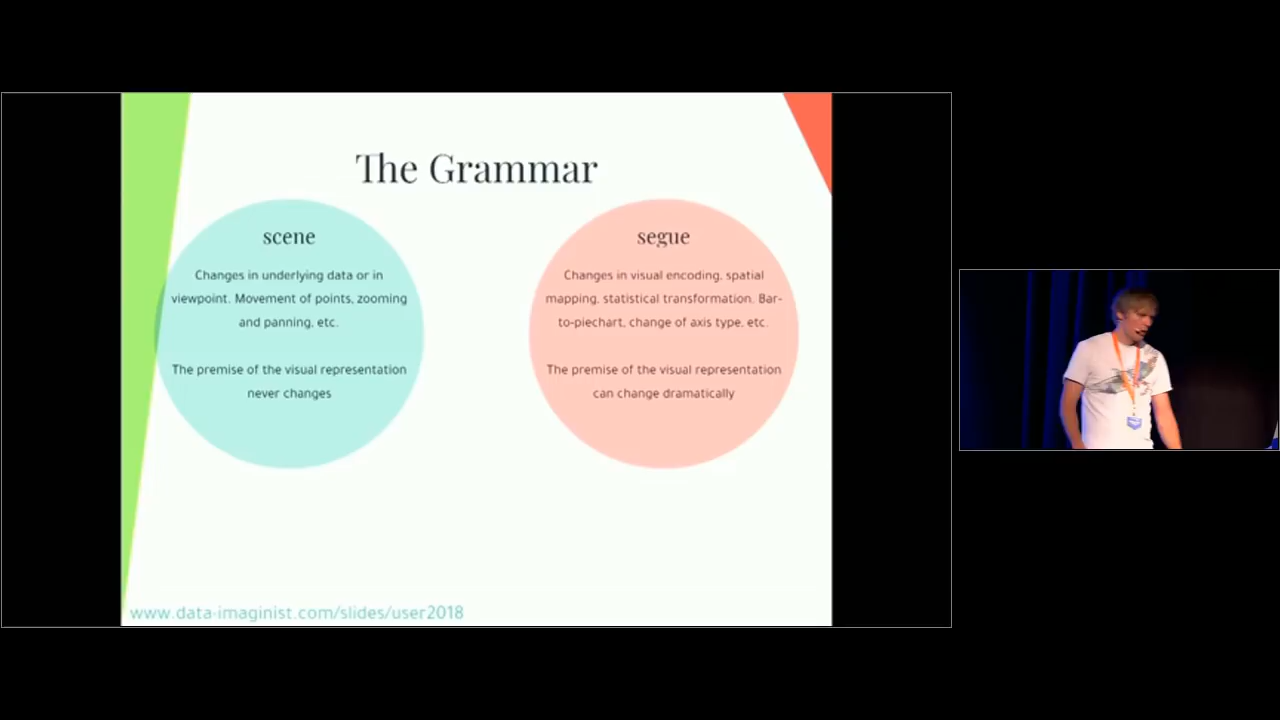 The Grammar
scene
Changes in underlying data or in
viewpoint. Movement of points, zooming
and panning, etc.
The premise of the visual representation
never changes
segue
Changes in visual encoding, spatial
mapping, statistical transformation. Bar-
to-piechart, change of axis type, etc.
The premise of the visual representation
can change dramatically
www.data-imaginist.com/slides/user2018